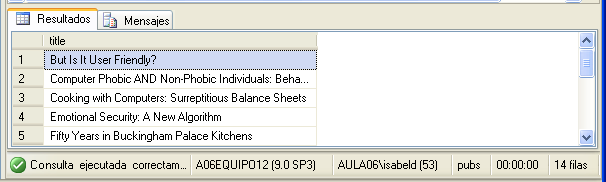 Resultados Mensajes
title
1 But Is It User Friendly?
2 Computer Phobic AND Non-Phobic Individuals: Beha...
3 Cooking with Computers: Surreptitious Balance Sheets
4 Emotional Security: A New Algorithm
5 Fifty Years in Buckingham Palace Kitchens
Consulta ejecutada correctam... A06EQUIPO12 (9.0 SP3) AULA06\isabeld (53) pubs 00:00:00 14 filas